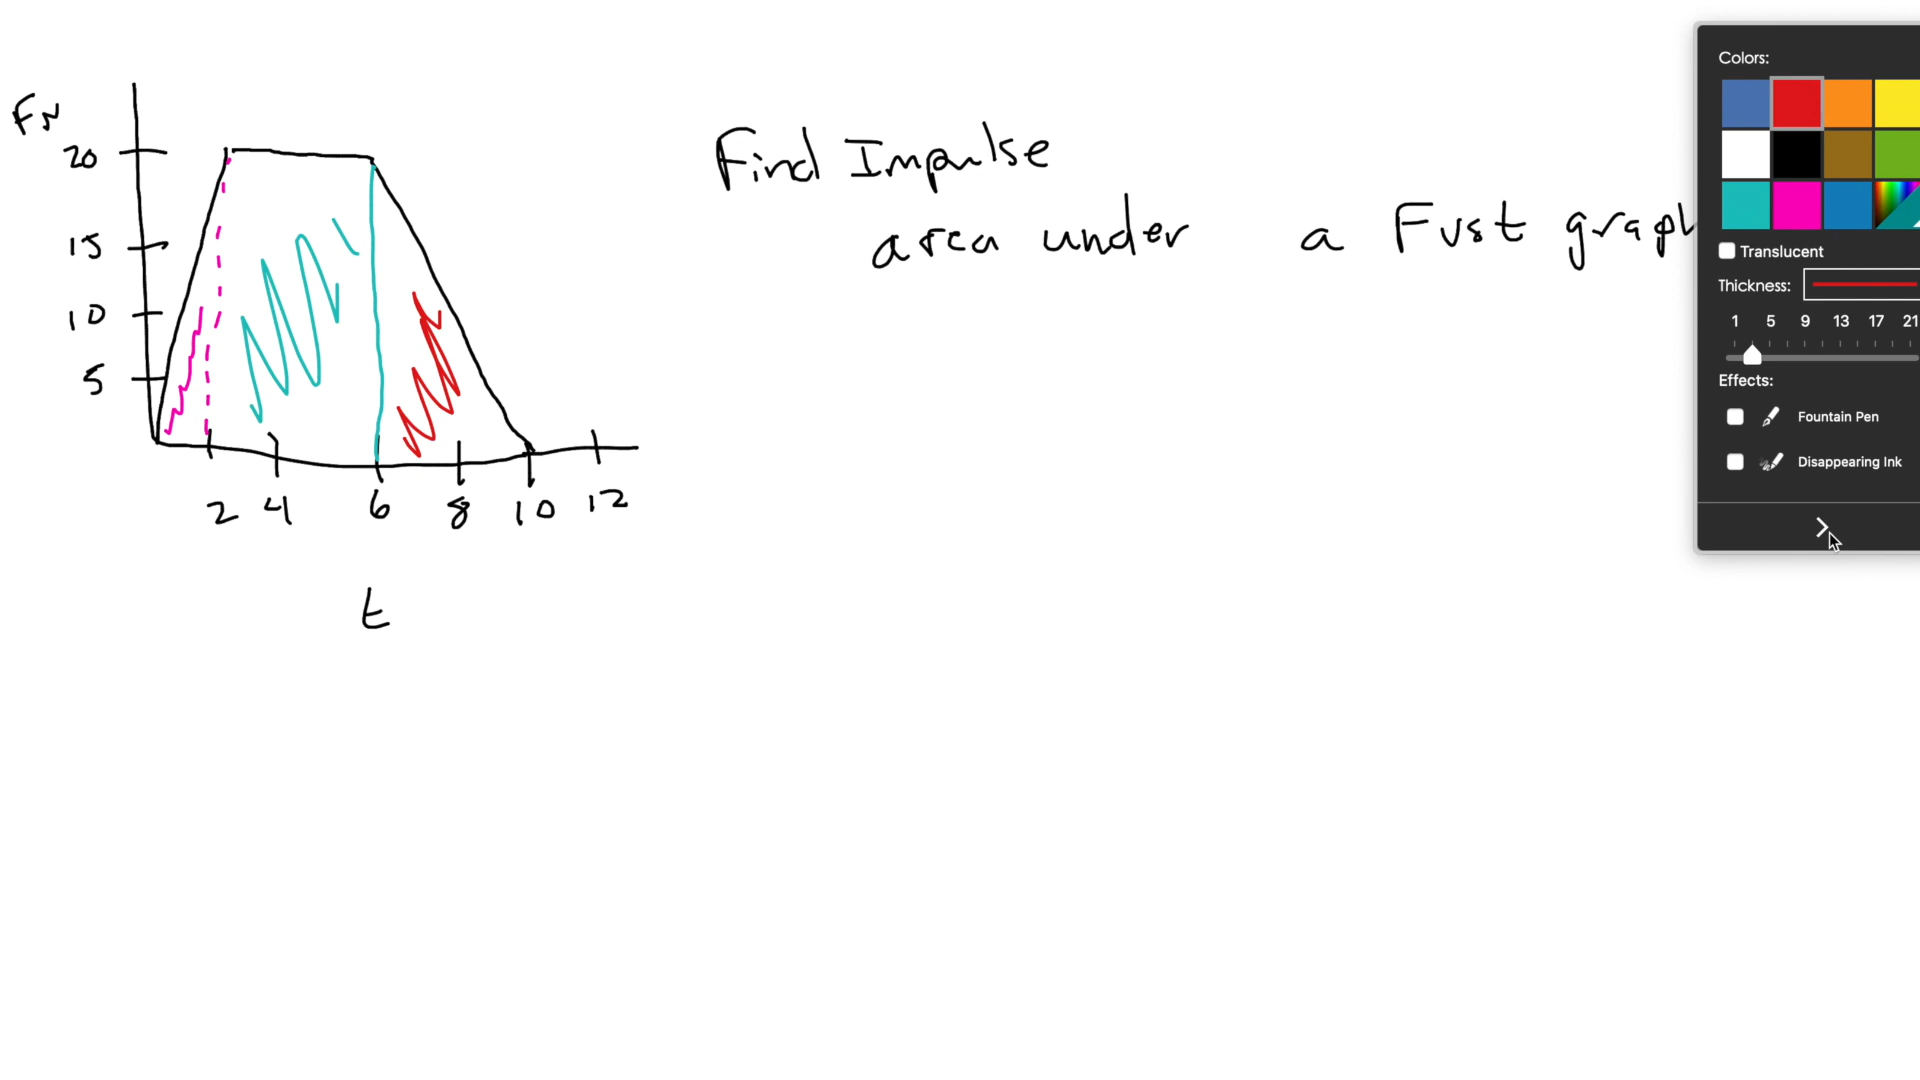 FN
20
15
10
5
2 4 6 8 10 12
t
Find Impulse
area under a Fvst graph
Colors:
Translucent
Thickness:
1 5 9 13 17 21
Effects:
Fountain Pen
Disappearing Ink